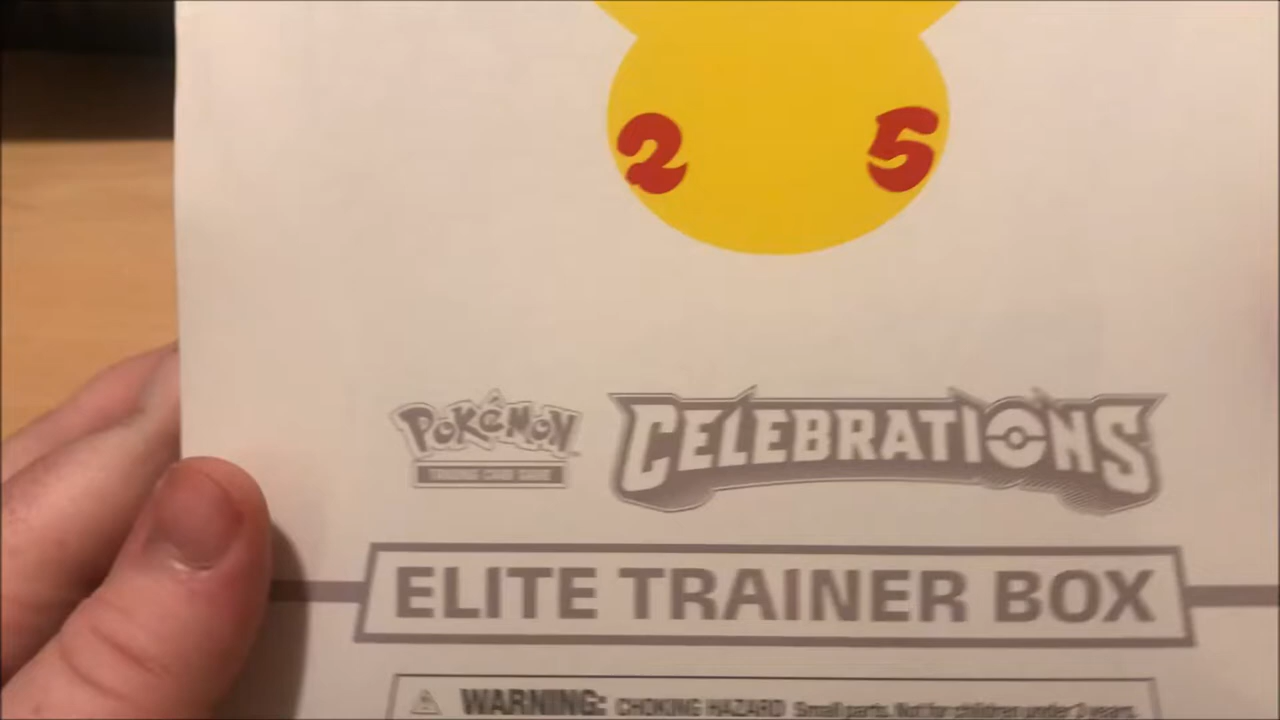 2 5
Pokémon
TRADING CARD GAME
CELEBRATIONS
ELITE TRAINER BOX
WARNING: CHOKING HAZARD Small parts. Not for children under 3 years.